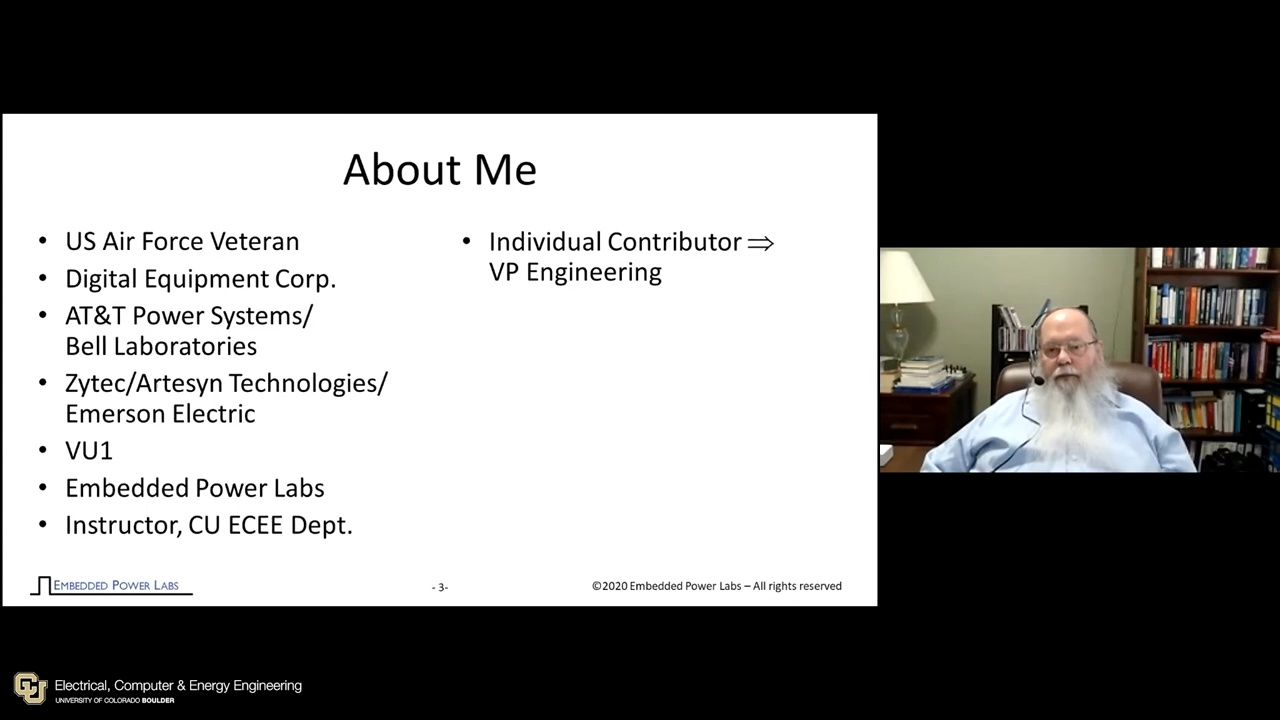 About Me
• US Air Force Veteran
• Digital Equipment Corp.
• AT&T Power Systems/
Bell Laboratories
• Zytec/Artesyn Technologies/
Emerson Electric
• VU1
• Embedded Power Labs
• Instructor, CU ECEE Dept.
• Individual Contributor ⇒
VP Engineering
EMBEDDED POWER LABS
- 3-
©2020 Embedded Power Labs – All rights reserved
CU
Electrical, Computer & Energy Engineering
UNIVERSITY OF COLORADO BOULDER